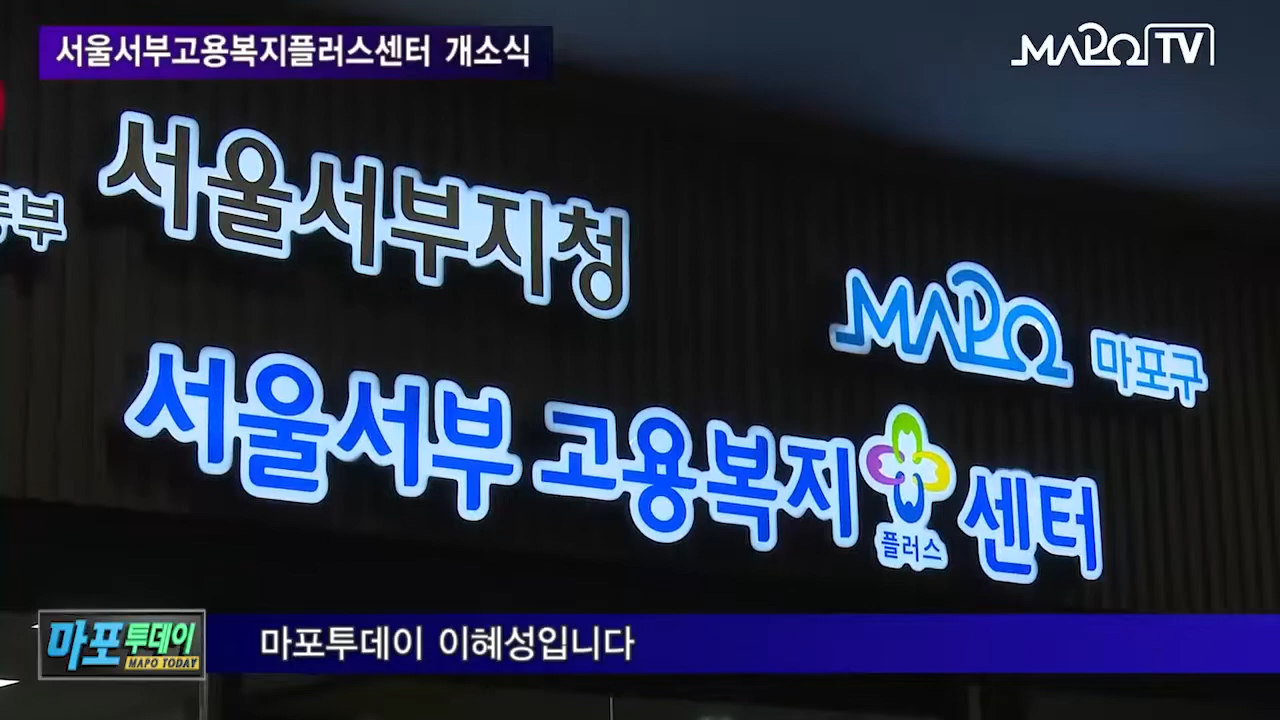 서울서부고용복지플러스센터 개소식
MAPO TV
동부
서울서부지청
MAPO 마포구
서울서부 고용복지 플러스 센터
마포 투데이
MAPO TODAY
마포투데이 이혜성입니다